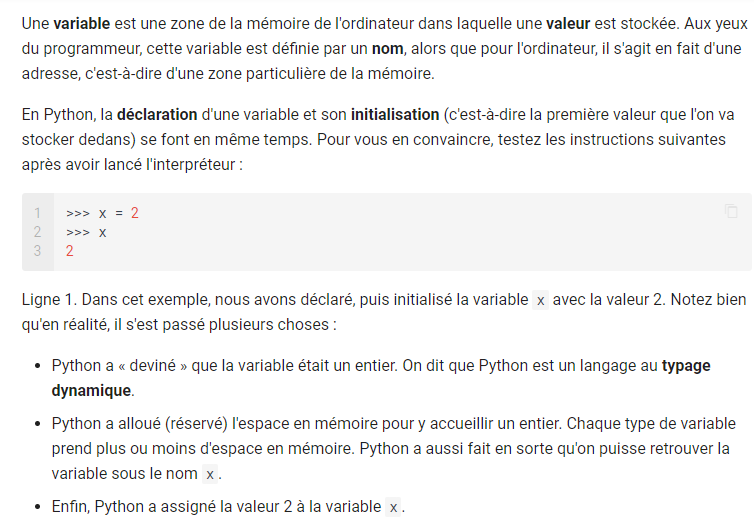 Une variable est une zone de la mémoire de l'ordinateur dans laquelle une valeur est stockée. Aux yeux
du programmeur, cette variable est définie par un nom, alors que pour l'ordinateur, il s'agit en fait d'une
adresse, c'est-à-dire d'une zone particulière de la mémoire.
En Python, la déclaration d'une variable et son initialisation (c'est-à-dire la première valeur que l'on va
stocker dedans) se font en même temps. Pour vous en convaincre, testez les instructions suivantes
après avoir lancé l'interpréteur :
1 >>> x = 2
2 >>> x
3 2
Ligne 1. Dans cet exemple, nous avons déclaré, puis initialisé la variable x avec la valeur 2. Notez bien
qu'en réalité, il s'est passé plusieurs choses :
• Python a « deviné » que la variable était un entier. On dit que Python est un langage au typage
dynamique.
• Python a alloué (réservé) l'espace en mémoire pour y accueillir un entier. Chaque type de variable
prend plus ou moins d'espace en mémoire. Python a aussi fait en sorte qu'on puisse retrouver la
variable sous le nom x.
• Enfin, Python a assigné la valeur 2 à la variable x.